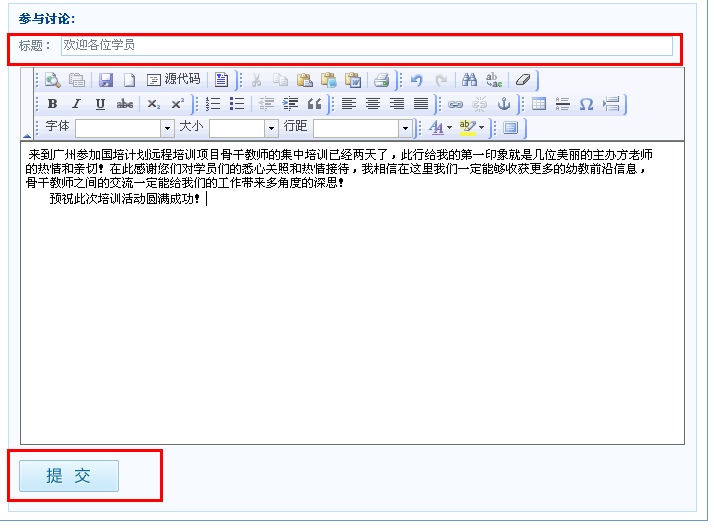 参与讨论：
标题： 欢迎各位学员
源代码
B I U abc X₂ X² “
字体 大小 行距
来到广州参加国培计划远程培训项目骨干教师的集中培训已经两天了，此行给我的第一印象就是几位美丽的主办方老师
的热情和亲切！在此感谢您们对学员们的悉心关照和热情接待，我相信在这里我们一定能够收获更多的幼教前沿信息，
骨干教师之间的交流一定能给我们的工作带来多角度的深思！
预祝此次培训活动圆满成功！
提 交